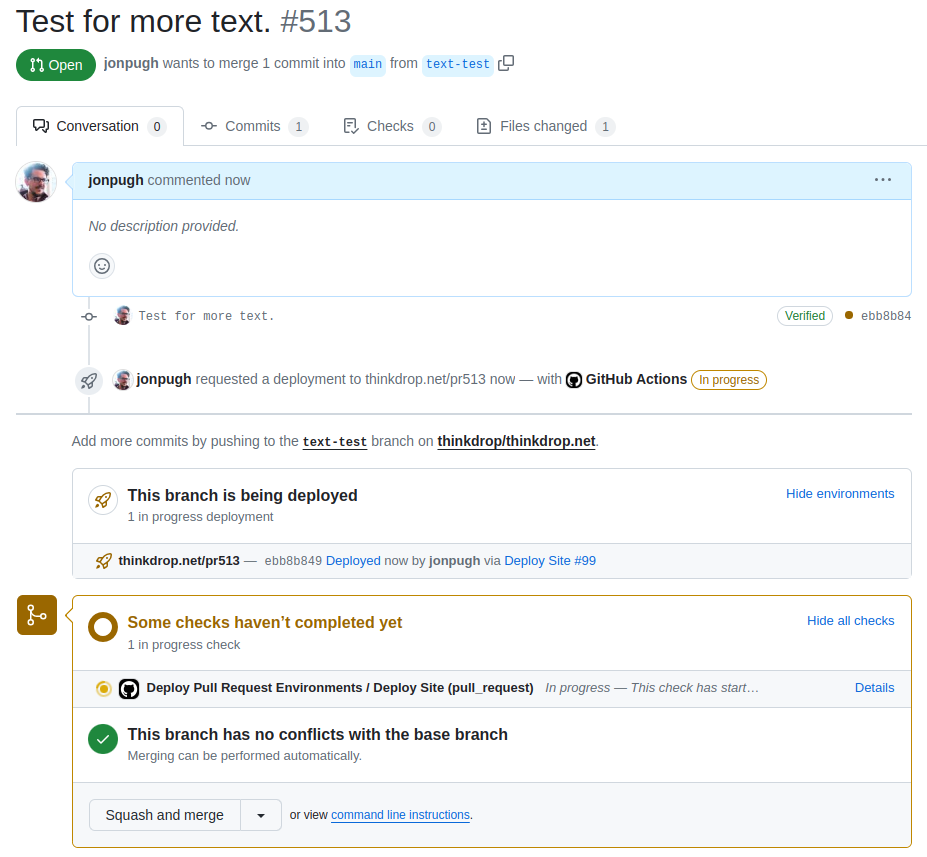 Test for more text. #513
Open jonpugh wants to merge 1 commit into main from text-test
Conversation 0 Commits 1 Checks 0 Files changed 1
jonpugh commented now ...
No description provided.
Test for more text. Verified ebb8b84
jonpugh requested a deployment to thinkdrop.net/pr513 now — with GitHub Actions In progress
Add more commits by pushing to the text-test branch on thinkdrop/thinkdrop.net.
This branch is being deployed Hide environments
1 in progress deployment
thinkdrop.net/pr513 — ebb8b849 Deployed now by jonpugh via Deploy Site #99
Some checks haven’t completed yet Hide all checks
1 in progress check
Deploy Pull Request Environments / Deploy Site (pull_request) In progress — This check has start… Details
This branch has no conflicts with the base branch
Merging can be performed automatically.
Squash and merge or view command line instructions.